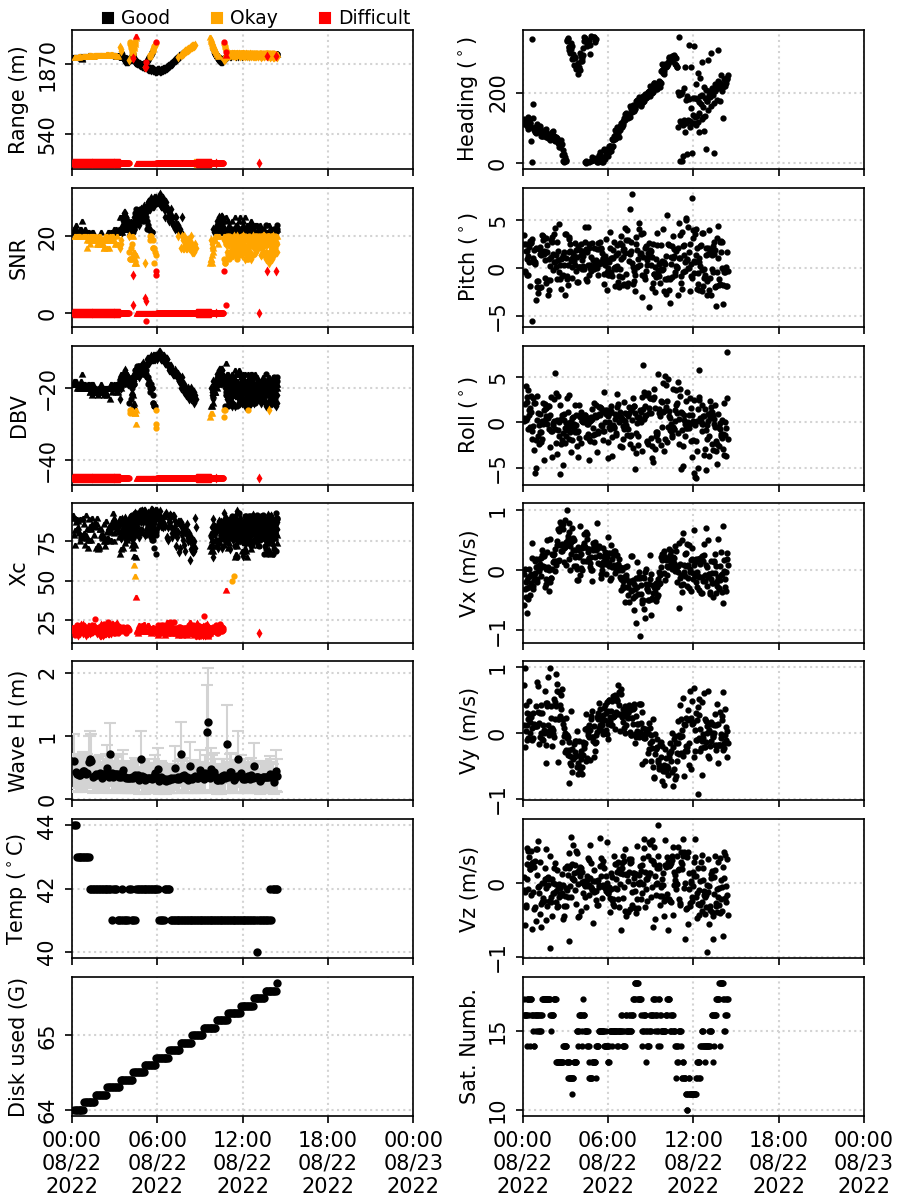 Good Okay Difficult
Range (m)
1870
540
Heading (°)
200
0
SNR
20
0
Pitch (°)
5
0
−5
DBV
−20
−40
Roll (°)
5
0
−5
Xc
75
50
25
Vx (m/s)
1
0
−1
Wave H (m)
2
1
0
Vy (m/s)
1
0
−1
Temp (°C)
44
42
40
Vz (m/s)
0
−1
Disk used (G)
65
64
Sat. Numb.
15
10
00:00 06:00 12:00 18:00 00:00
08/22 08/22 08/22 08/22 08/23
2022 2022 2022 2022 2022
00:00 06:00 12:00 18:00 00:00
08/22 08/22 08/22 08/22 08/23
2022 2022 2022 2022 2022